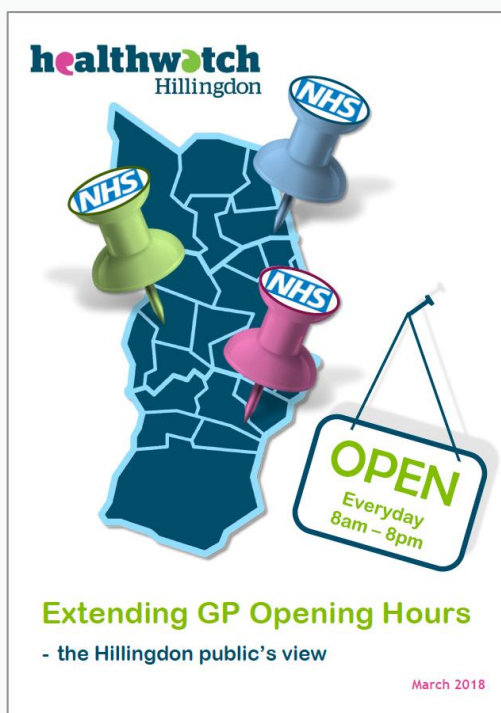 healthwatch
Hillingdon
NHS
NHS
NHS
OPEN
Everyday
8am – 8pm
Extending GP Opening Hours
- the Hillingdon public's view
March 2018